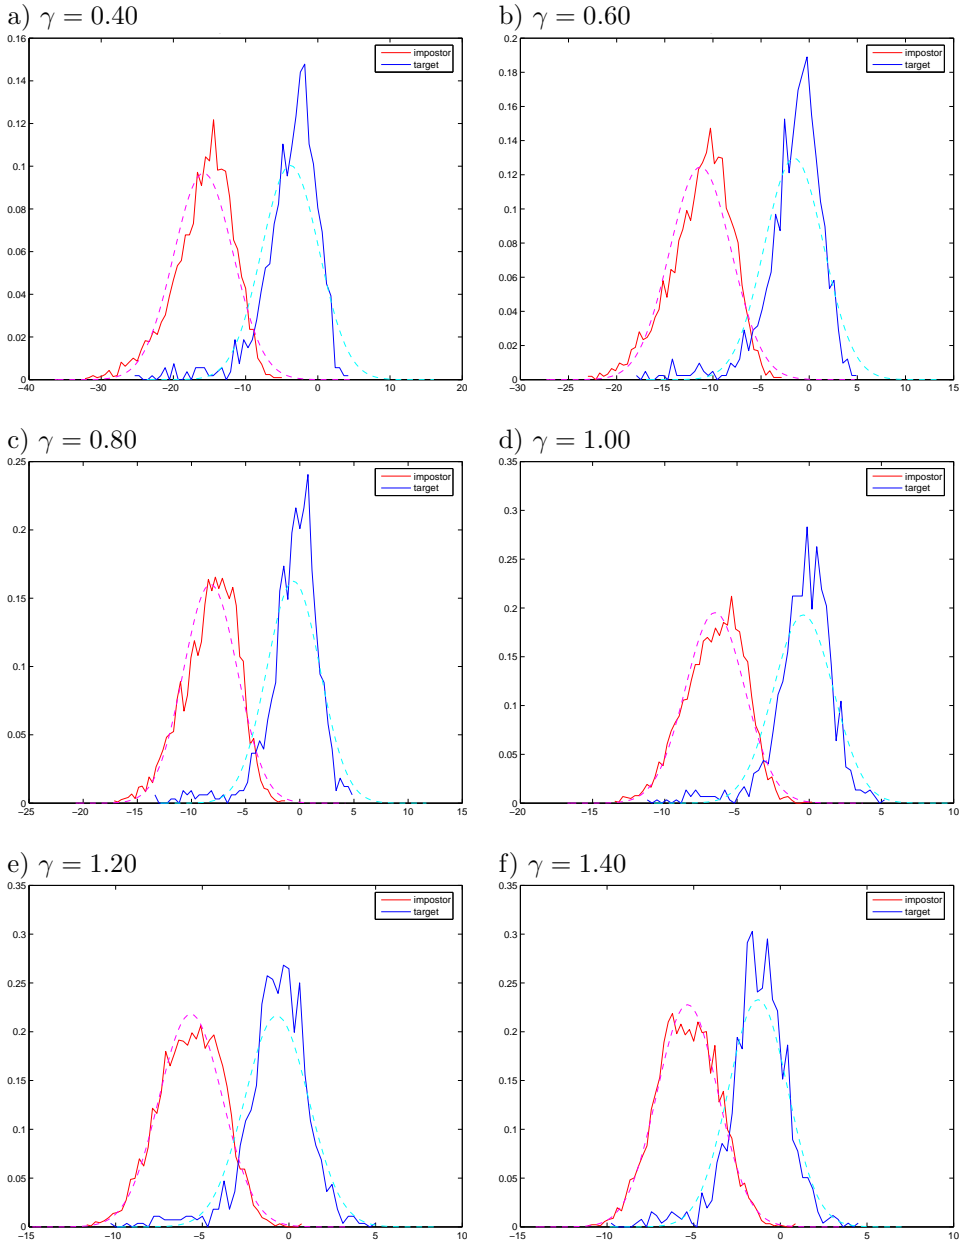 a) γ = 0.40
0.16
0.14
0.12
0.1
0.08
0.06
0.04
0.02
0
−40 −30 −20 −10 0 10 20
impostor
target
b) γ = 0.60
0.2
0.18
0.16
0.14
0.12
0.1
0.08
0.06
0.04
0.02
0
−30 −25 −20 −15 −10 −5 0 5 10 15
impostor
target
c) γ = 0.80
0.25
0.2
0.15
0.1
0.05
0
−25 −20 −15 −10 −5 0 5 10 15
impostor
target
d) γ = 1.00
0.35
0.3
0.25
0.2
0.15
0.1
0.05
0
−20 −15 −10 −5 0 5 10
impostor
target
e) γ = 1.20
0.35
0.3
0.25
0.2
0.15
0.1
0.05
0
−15 −10 −5 0 5 10
impostor
target
f) γ = 1.40
0.35
0.3
0.25
0.2
0.15
0.1
0.05
0
−15 −10 −5 0 5 10
impostor
target